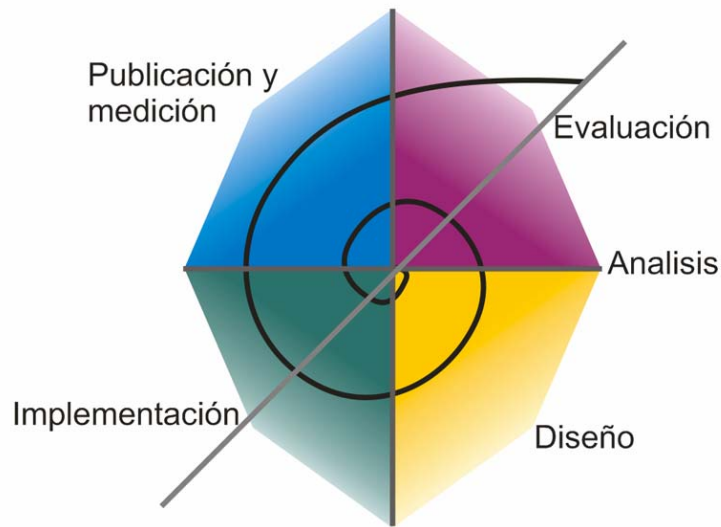 Publicación y
medición
Evaluación
Analisis
Implementación
Diseño